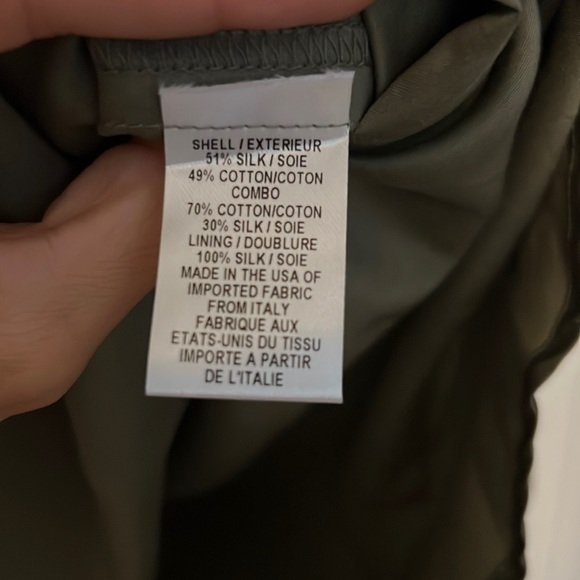 SHELL / EXTERIEUR
51% SILK / SOIE
49% COTTON/COTON
COMBO
70% COTTON/COTON
30% SILK / SOIE
LINING / DOUBLURE
100% SILK / SOIE
MADE IN THE USA OF
IMPORTED FABRIC
FROM ITALY
FABRIQUE AUX
ETATS-UNIS DU TISSU
IMPORTE A PARTIR
DE L'ITALIE